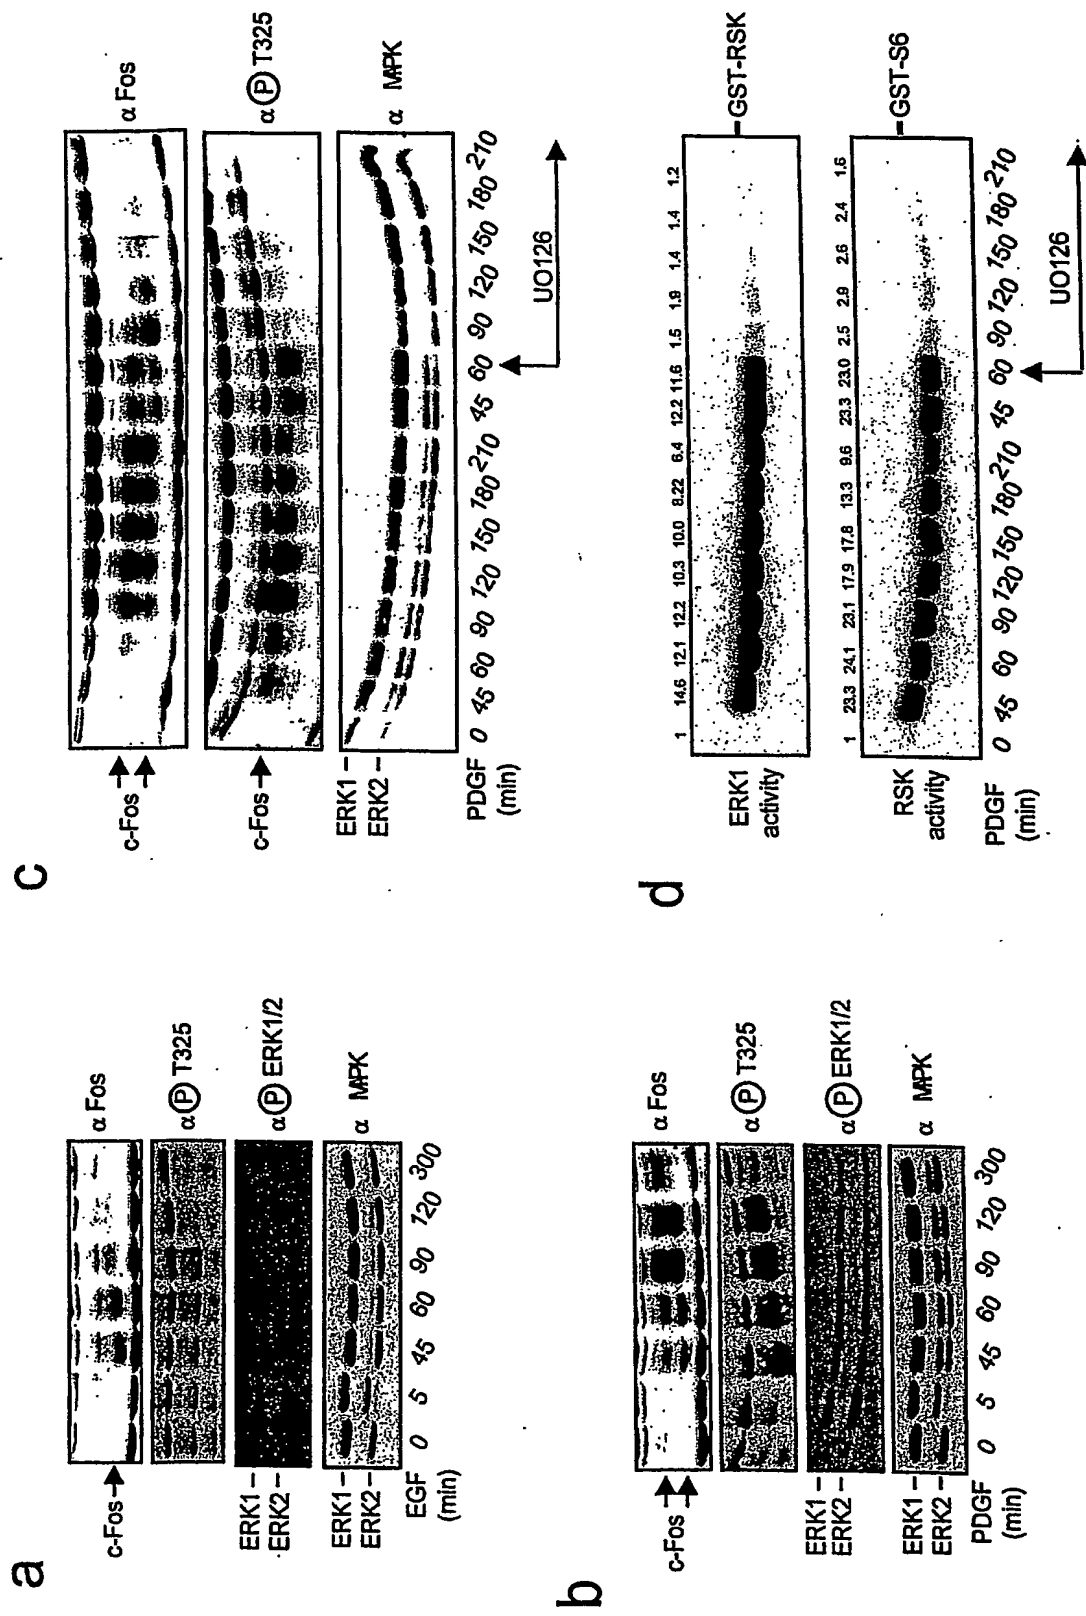 a
α Fos
c-Fos
α Ⓟ T325
α Ⓟ ERK1/2
ERK1
ERK2
α MAPK
ERK1
ERK2
EGF (min)
0 5 45 60 90 120 300
b
α Fos
c-Fos
α Ⓟ T325
α Ⓟ ERK1/2
ERK1
ERK2
α MAPK
ERK1
ERK2
PDGF (min)
0 5 45 60 90 120 300
c
α Fos
c-Fos
α Ⓟ T325
c-Fos
α MAPK
ERK1
ERK2
PDGF (min)
0 45 60 90 120 150 180 210 45 60 90 120 150 180 210
UO126
d
1 14.6 12.1 12.2 10.3 10.0 8.22 6.4 12.2 11.6 1.5 1.9 1.4 1.4 1.2
ERK1 activity
GST-RSK
1 23.3 24.1 23.1 17.9 17.8 13.3 9.6 23.3 23.0 2.5 2.9 2.6 2.4 1.6
RSK activity
GST-S6
PDGF (min)
0 45 60 90 120 150 180 210 45 60 90 120 150 180 210
UO126